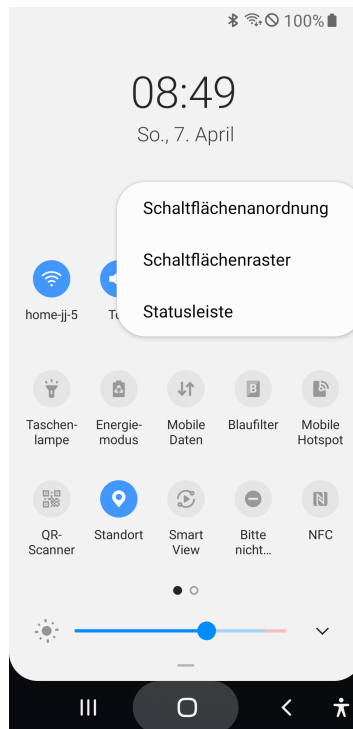 100%
08:49
So., 7. April
Schaltflächenanordnung
Schaltflächenraster
Statusleiste
home-jj-5
Taschen-
lampe
Energie-
modus
Mobile
Daten
B
Blaufilter
Mobile
Hotspot
QR-
Scanner
Standort
Smart
View
Bitte
nicht...
NFC